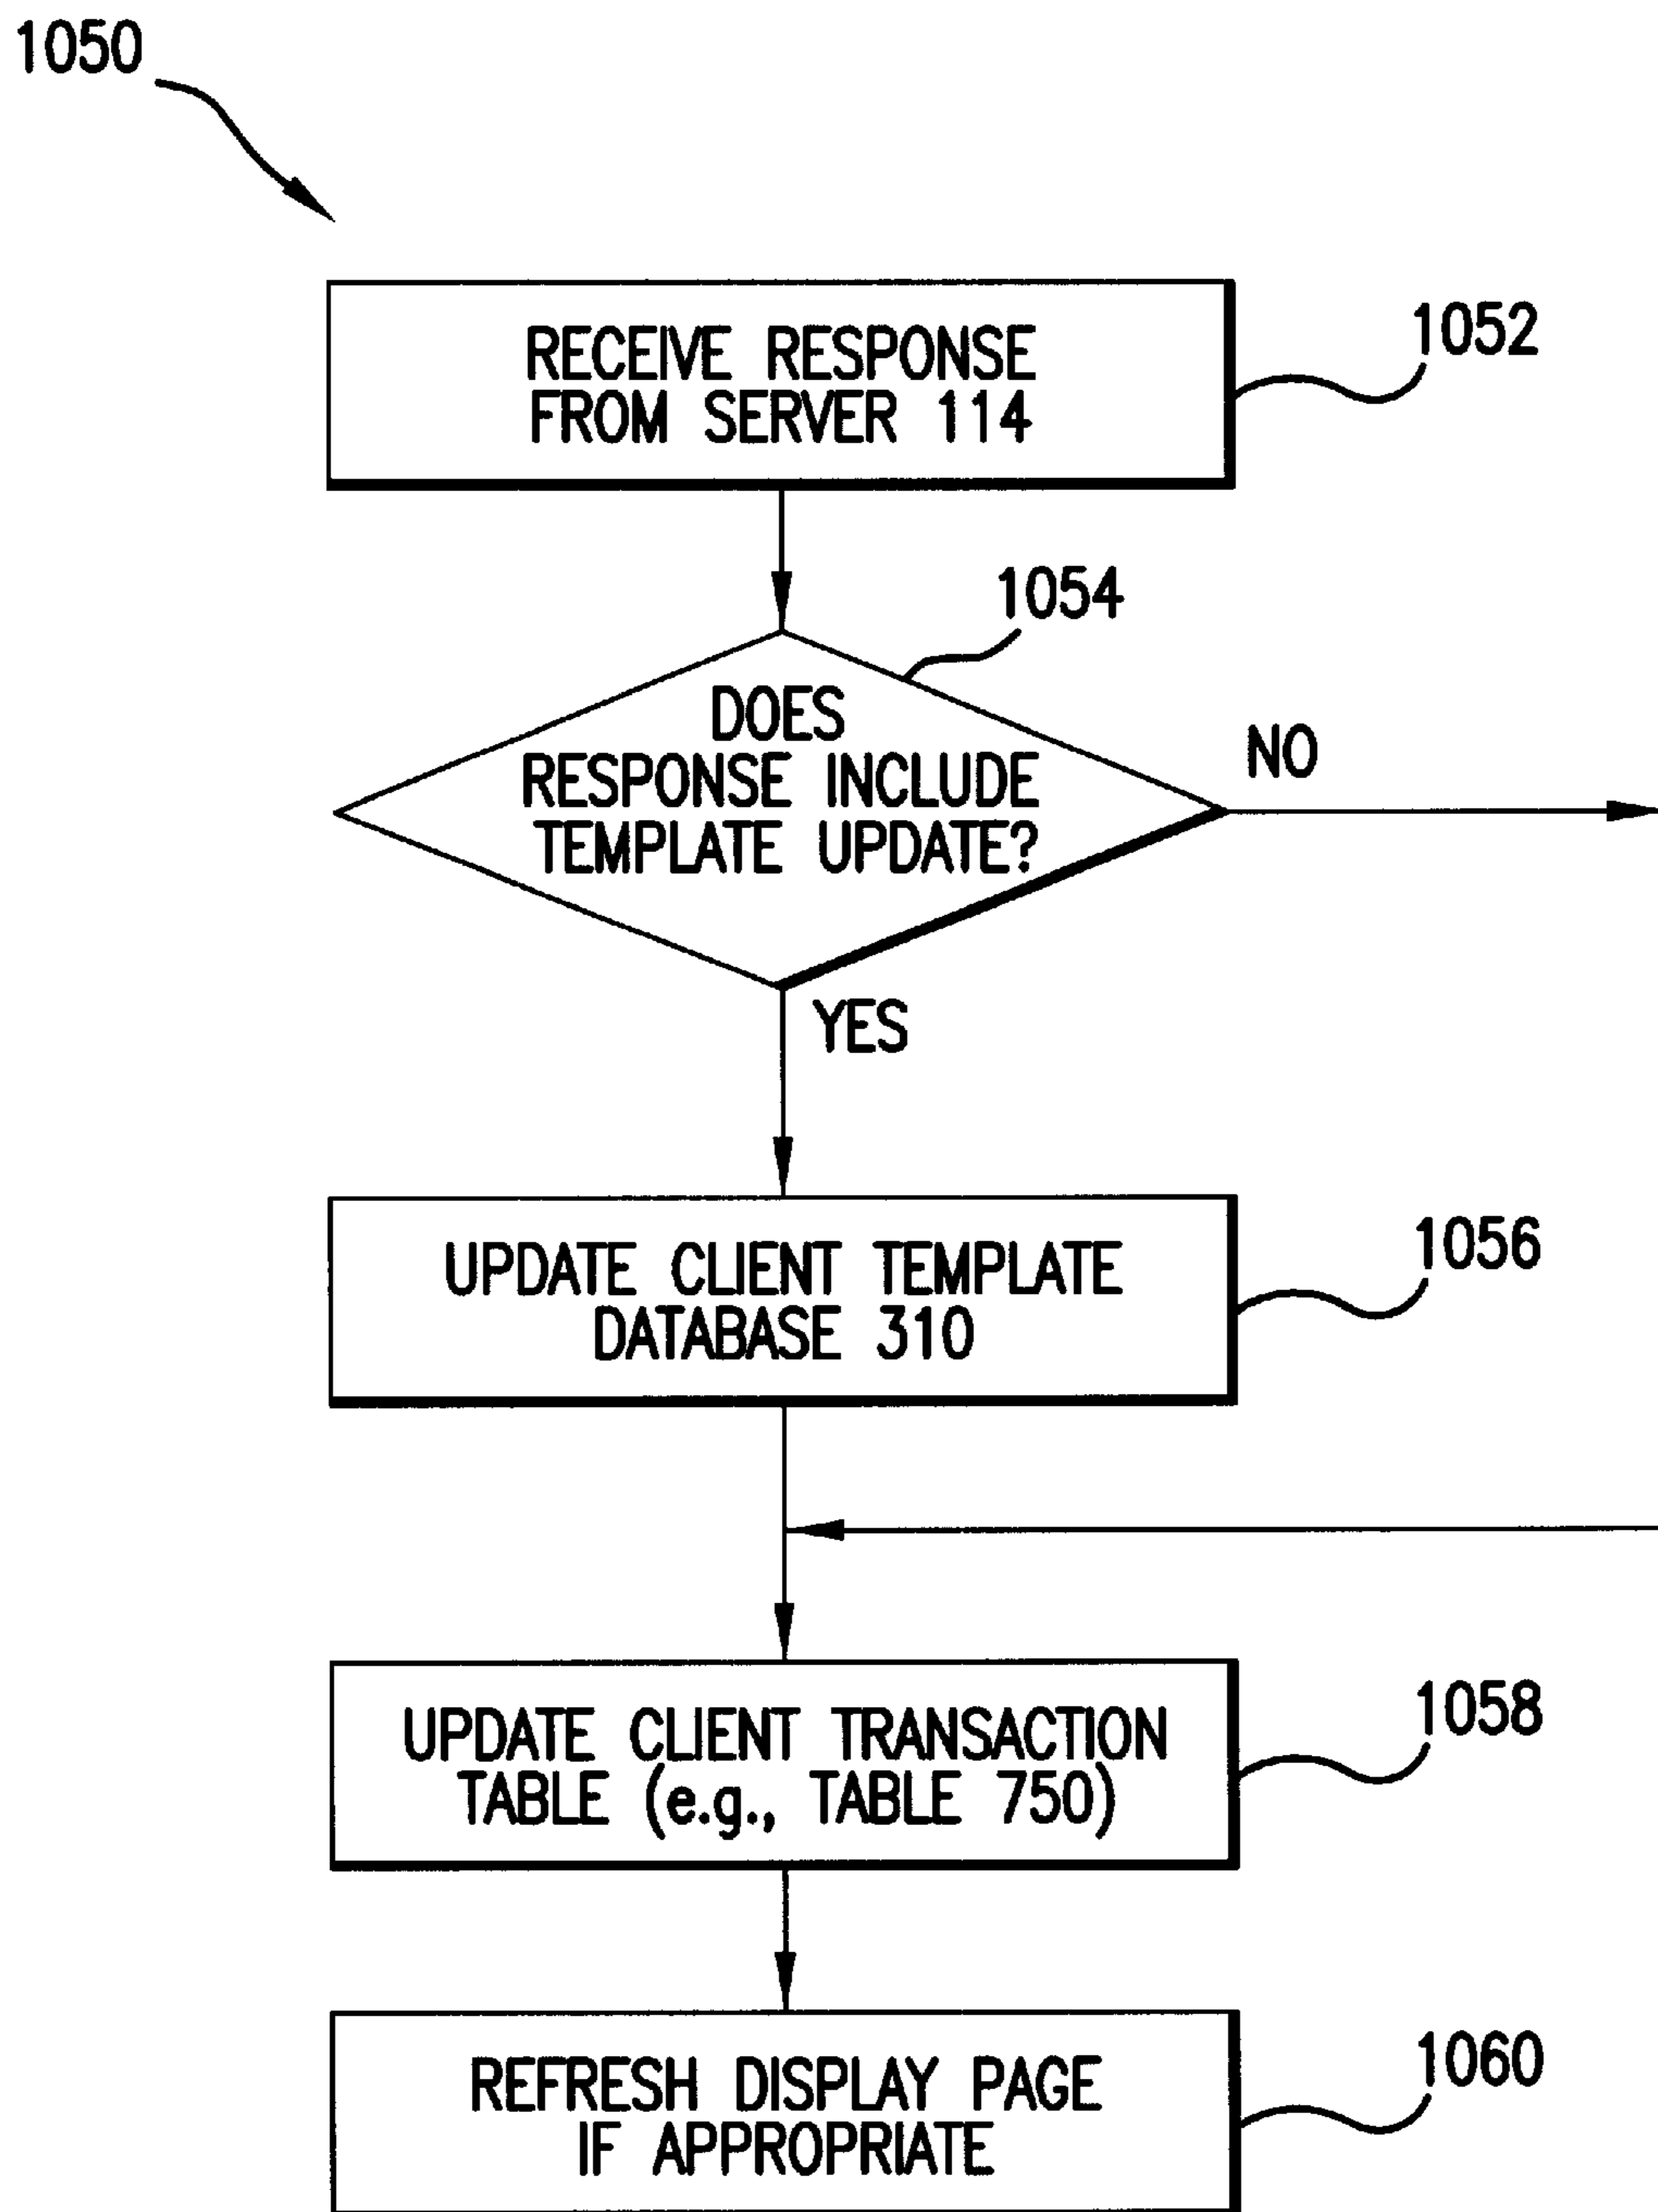 1050
RECEIVE RESPONSE
FROM SERVER 114
1052
1054
DOES
RESPONSE INCLUDE
TEMPLATE UPDATE?
NO
YES
UPDATE CLIENT TEMPLATE
DATABASE 310
1056
UPDATE CLIENT TRANSACTION
TABLE (e.g., TABLE 750)
1058
REFRESH DISPLAY PAGE
IF APPROPRIATE
1060